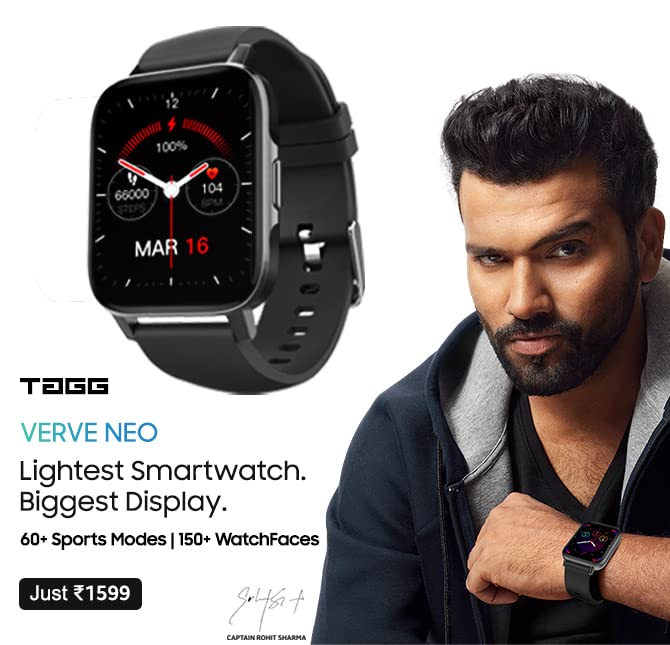 12
100%
66000
STEPS
104
BPM
MAR 16
TAGG
VERVE NEO
Lightest Smartwatch.
Biggest Display.
60+ Sports Modes | 150+ WatchFaces
Just ₹1599
CAPTAIN ROHIT SHARMA